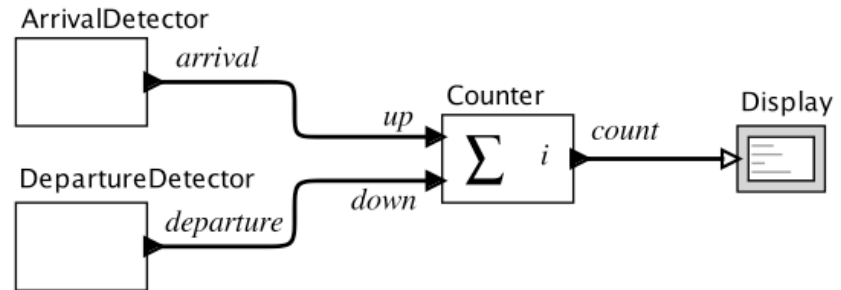 ArrivalDetector
arrival
up
Counter
Σ i
count
Display
DepartureDetector
departure
down